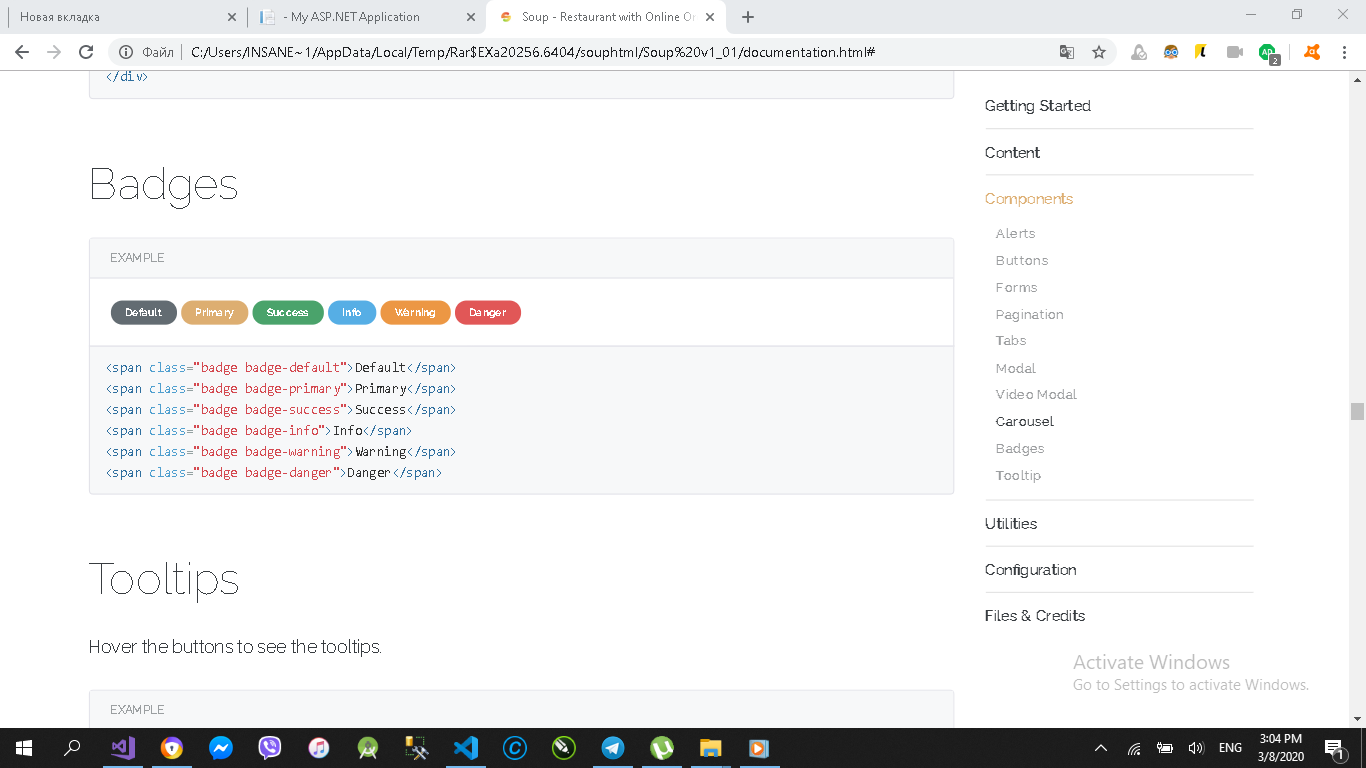 Новая вкладка
- My ASP.NET Application
Soup - Restaurant with Online Or
Файл
C:/Users/INSANE~1/AppData/Local/Temp/Rar$EXa20256.6404/souphtml/Soup%20v1_01/documentation.html#
2
</div>
Badges
EXAMPLE
Default Primary Success Info Warning Danger
<span class="badge badge-default">Default</span>
<span class="badge badge-primary">Primary</span>
<span class="badge badge-success">Success</span>
<span class="badge badge-info">Info</span>
<span class="badge badge-warning">Warning</span>
<span class="badge badge-danger">Danger</span>
Tooltips
Hover the buttons to see the tooltips.
EXAMPLE
Getting Started
Content
Components
Alerts
Buttons
Forms
Pagination
Tabs
Modal
Video Modal
Carousel
Badges
Tooltip
Utilities
Configuration
Files & Credits
Activate Windows
Go to Settings to activate Windows.
ENG
3:04 PM
3/8/2020
1